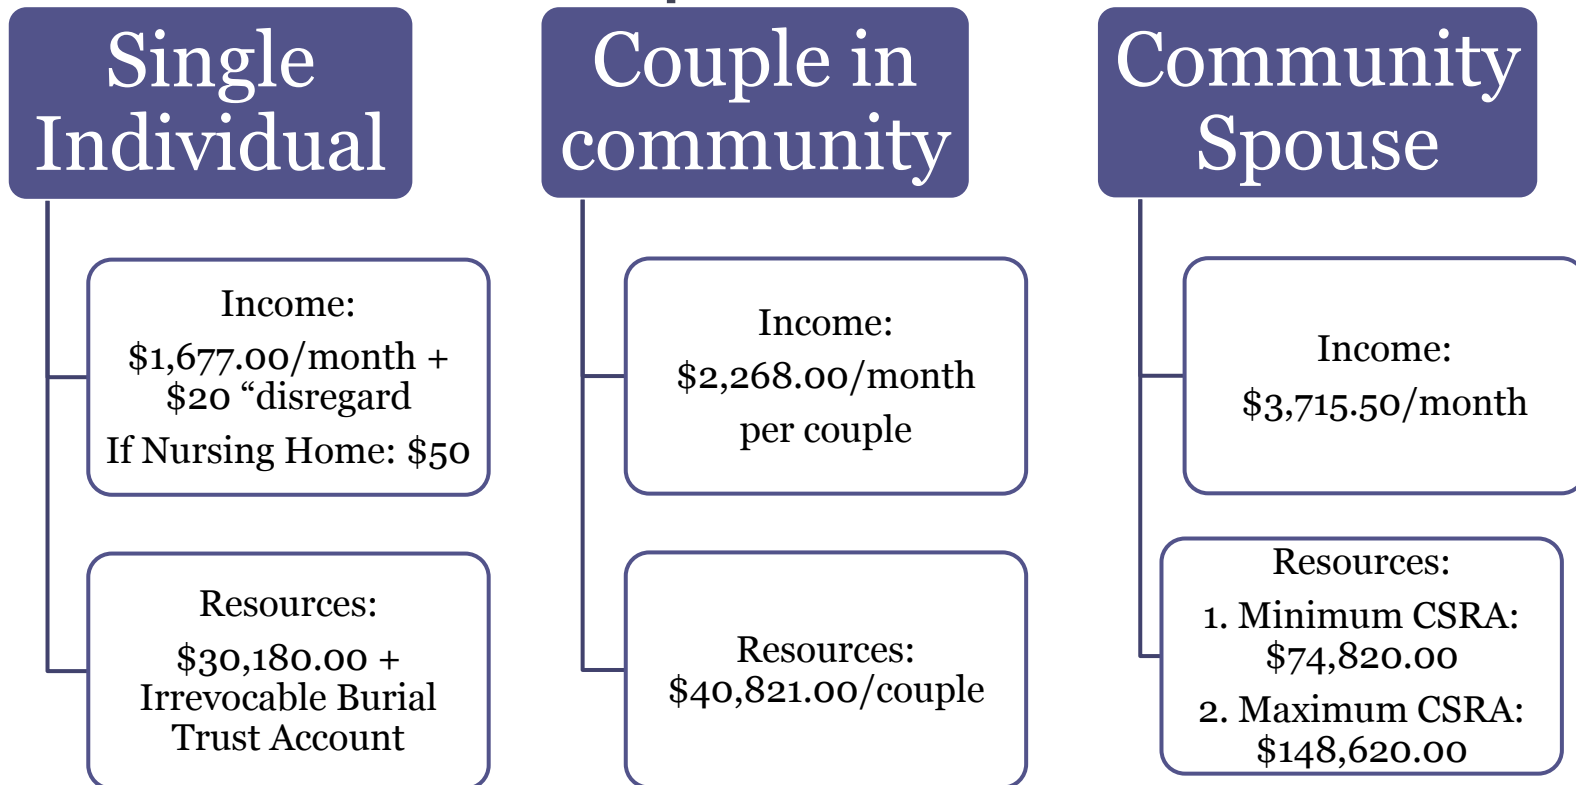 Single
Individual
Income:
$1,677.00/month +
$20 “disregard
If Nursing Home: $50
Resources:
$30,180.00 +
Irrevocable Burial
Trust Account
Couple in
community
Income:
$2,268.00/month
per couple
Resources:
$40,821.00/couple
Community
Spouse
Income:
$3,715.50/month
Resources:
1. Minimum CSRA:
$74,820.00
2. Maximum CSRA:
$148,620.00